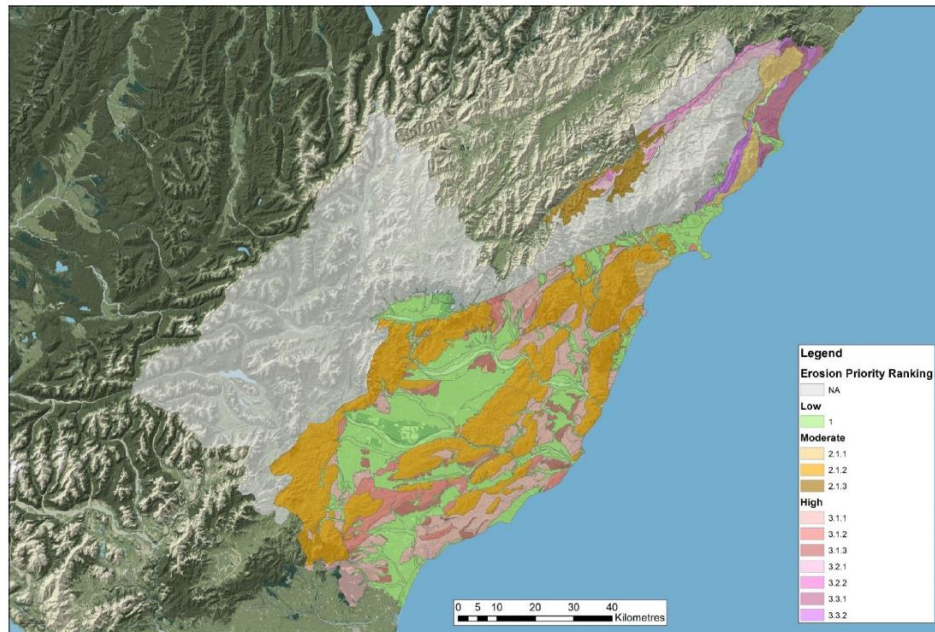 Legend
Erosion Priority Ranking
NA
Low
1
Moderate
2.1.1
2.1.2
2.1.3
High
3.1.1
3.1.2
3.1.3
3.2.1
3.2.2
3.3.1
3.3.2
0 5 10 20 30 40
Kilometres